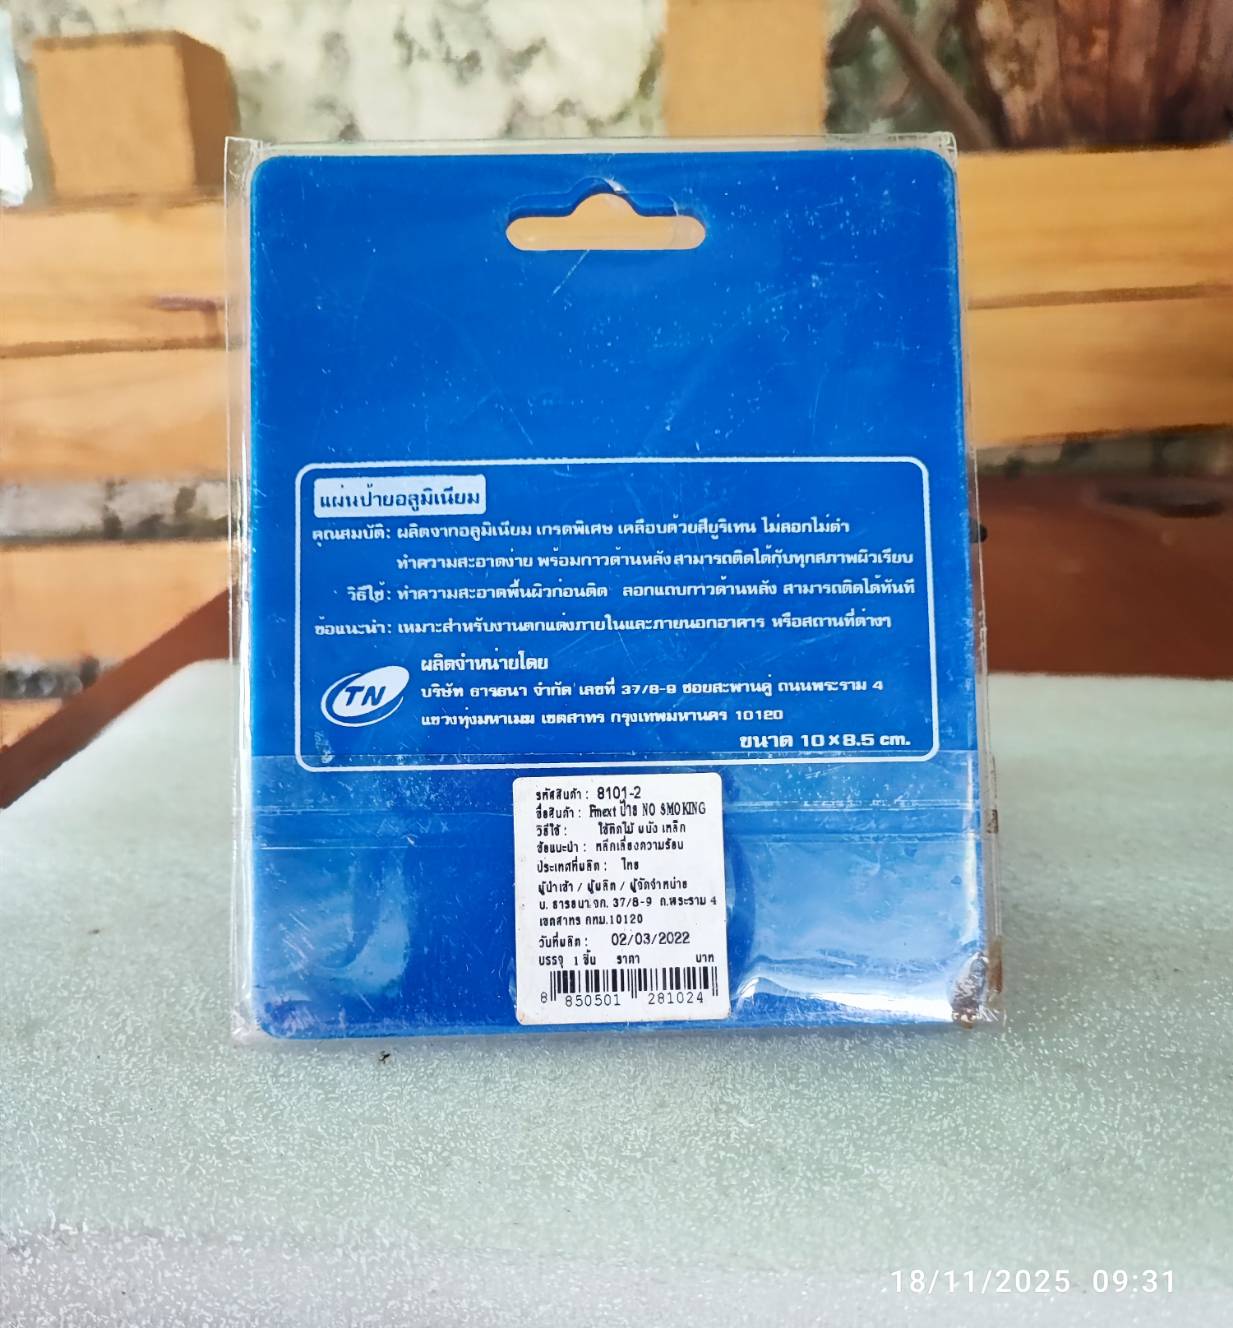 แผ่นป้ายอลูมิเนียม
คุณสมบัติ: ผลิตจากอลูมิเนียม เกรดพิเศษ เคลือบด้วยสียูริเทน ไม่ลอกไม่ดำ
ทำความสะอาดง่าย พร้อมกาวด้านหลังสามารถติดได้กับทุกสภาพผิวเรียบ
วิธีใช้: ทำความสะอาดพื้นผิวก่อนติด ลอกแถบกาวด้านหลัง สามารถติดได้ทันที
ข้อแนะนำ: เหมาะสำหรับงานตกแต่งภายในและภายนอกอาคาร หรือสถานที่ต่างๆ
TN
ผลิตจำหน่ายโดย
บริษัท ธารธนา จำกัด เลขที่ 37/8-9 ซอยสะพานคู่ ถนนพระราม 4
แขวงทุ่งมหาเมฆ เขตสาทร กรุงเทพมหานคร 10120
ขนาด 10×8.5 cm.
รหัสสินค้า : 8101-2
ชื่อสินค้า : ป้าย NO SMOKING
วิธีใช้ : ใช้ติดไม้ ผนัง เหล็ก
ข้อแนะนำ : หลีกเลี่ยงความร้อน
ประเทศที่ผลิต : ไทย
ผู้นำเข้า / ผู้ผลิต / ผู้จัดจำหน่าย
บ. ธารธนา จก. 37/8-9 ถ.พระราม 4
เขตสาทร กทม.10120
วันที่ผลิต : 02/03/2022
บรรจุ 1 ชิ้น ราคา บาท
8 850501 281024
18/11/2025 09:31